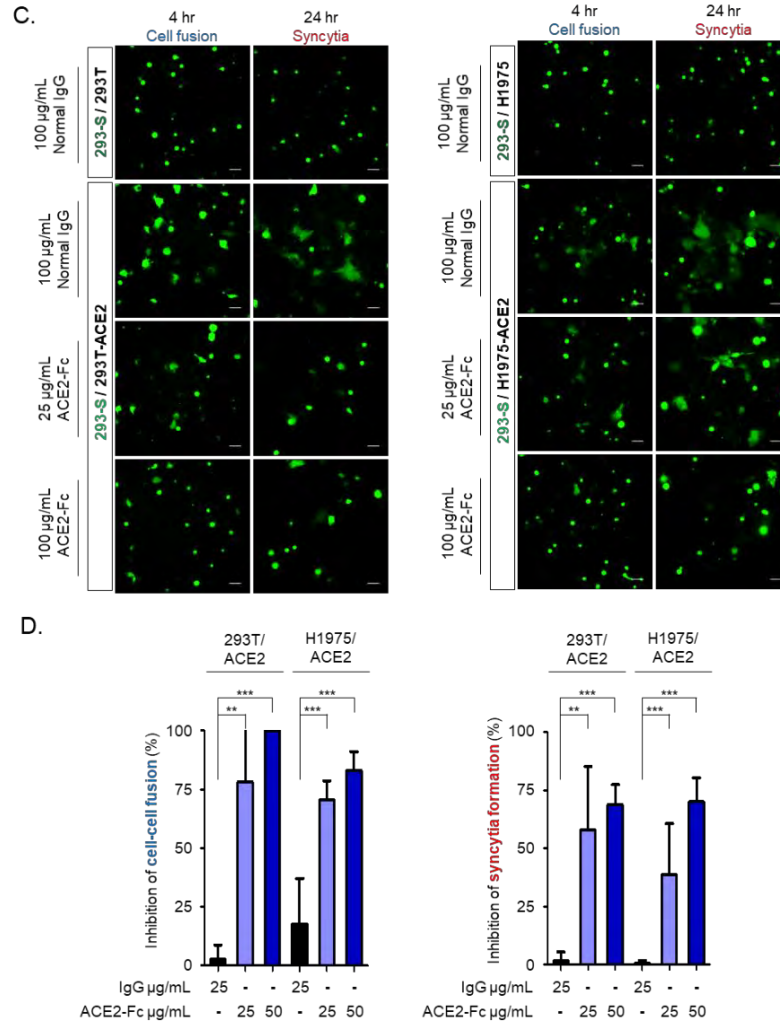 C.
4 hr
Cell fusion
24 hr
Syncytia
100 µg/mL
Normal IgG
293-S / 293T
100 µg/mL
Normal IgG
25 µg/mL
ACE2-Fc
100 µg/mL
ACE2-Fc
293-S / 293T-ACE2
4 hr
Cell fusion
24 hr
Syncytia
100 µg/mL
Normal IgG
293-S / H1975
100 µg/mL
Normal IgG
25 µg/mL
ACE2-Fc
100 µg/mL
ACE2-Fc
293-S / H1975-ACE2
D.
293T/
ACE2
H1975/
ACE2
***
**
***
***
100
75
50
25
0
Inhibition of cell-cell fusion (%)
IgG µg/mL 25 - - 25 - -
ACE2-Fc µg/mL - 25 50 - 25 50
293T/
ACE2
H1975/
ACE2
***
**
***
***
100
75
50
25
0
Inhibition of syncytia formation (%)
IgG µg/mL 25 - - 25 - -
ACE2-Fc µg/mL - 25 50 - 25 50